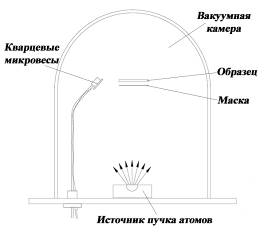 Вакуумная
камера
Кварцевые
микровесы
Образец
Маска
Источник пучка атомов